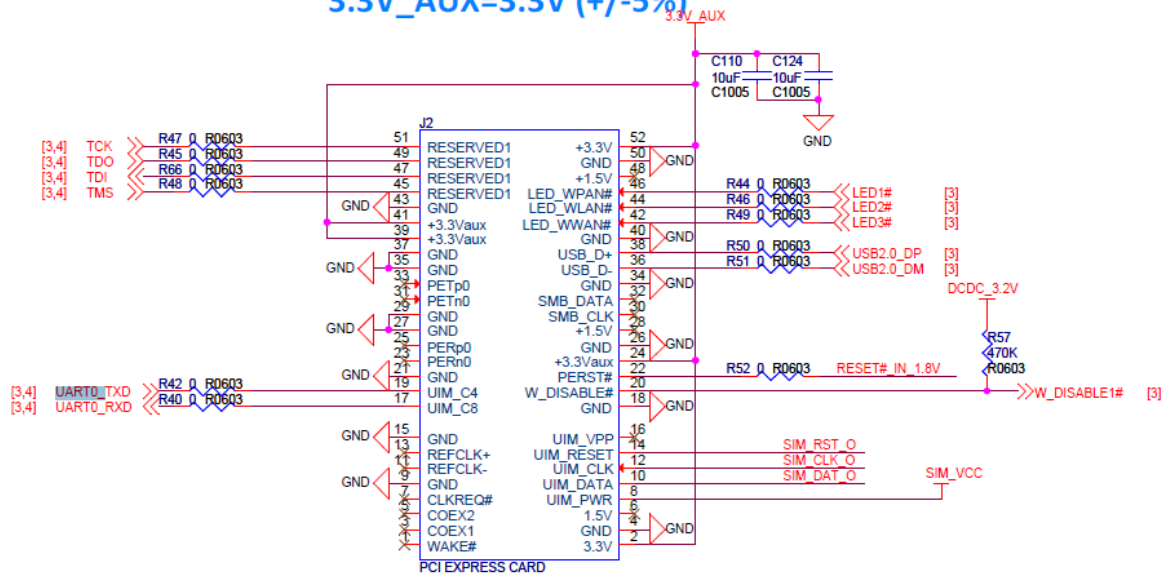 3.3V_AUX=3.3V (+/-5%)
3.3V_AUX
C110 C124
10uF 10uF
C1005 C1005
GND
J2
[3,4] TCK R47 0 R0603 51 RESERVED1 +3.3V 52
[3,4] TDO R45 0 R0603 49 RESERVED1 GND 50 GND
[3,4] TDI R66 0 R0603 47 RESERVED1 +1.5V 48
[3,4] TMS R48 0 R0603 45 RESERVED1 LED_WPAN# 46 R44 0 R0603 LED1# [3]
GND 43 GND LED_WLAN# 44 R46 0 R0603 LED2# [3]
41 +3.3Vaux LED_WWAN# 42 R49 0 R0603 LED3# [3]
39 +3.3Vaux GND 40 GND
37 GND USB_D+ 38 R50 0 R0603 USB2.0_DP [3]
GND 35 GND USB_D- 36 R51 0 R0603 USB2.0_DM [3]
33 PETp0 GND 34 GND
31 PETn0 SMB_DATA 32
29 GND SMB_CLK 30
GND 27 GND +1.5V 28
25 PERp0 GND 26 GND
23 PERn0 +3.3Vaux 24
GND 21 GND PERST# 22 R52 0 R0603 RESET#_IN_1.8V
DCDC_3.2V
R57
470K
R0603
[3,4] UART0_TXD R42 0 R0603 19 UIM_C4 W_DISABLE# 20 W_DISABLE1# [3]
[3,4] UART0_RXD R40 0 R0603 17 UIM_C8 GND 18 GND
GND 15 GND UIM_VPP 16
13 REFCLK+ UIM_RESET 14 SIM_RST_O
11 REFCLK- UIM_CLK 12 SIM_CLK_O
GND 9 GND UIM_DATA 10 SIM_DAT_O
7 CLKREQ# UIM_PWR 8 SIM_VCC
5 COEX2 1.5V 6
3 COEX1 GND 4 GND
1 WAKE# 3.3V 2
PCI EXPRESS CARD